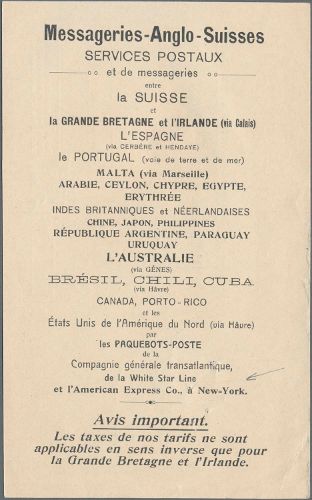 Messageries-Anglo-Suisses
SERVICES POSTAUX
et de messageries
entre
la SUISSE
et
la GRANDE BRETAGNE et l'IRLANDE (via Calais)
L'ESPAGNE
(via CERBÈRE et HENDAYE)
le PORTUGAL (voie de terre et de mer)
MALTA (via Marseille)
ARABIE, CEYLON, CHYPRE, EGYPTE,
ERYTHRÉE
INDES BRITANNIQUES et NÉERLANDAISES
CHINE, JAPON, PHILIPPINES
RÉPUBLIQUE ARGENTINE, PARAGUAY
URUGUAY
L'AUSTRALIE
(via GÊNES)
BRÉSIL, CHILI, CUBA
(via Hâvre)
CANADA, PORTO-RICO
et les
États Unis de l'Amérique du Nord (via Hâvre)
par
les PAQUEBOTS-POSTE
de la
Compagnie générale transatlantique,
de la White Star Line
et l'American Express Co., à New-York.
Avis important.
Les taxes de nos tarifs ne sont
applicables en sens inverse que pour
la Grande Bretagne et l'Irlande.